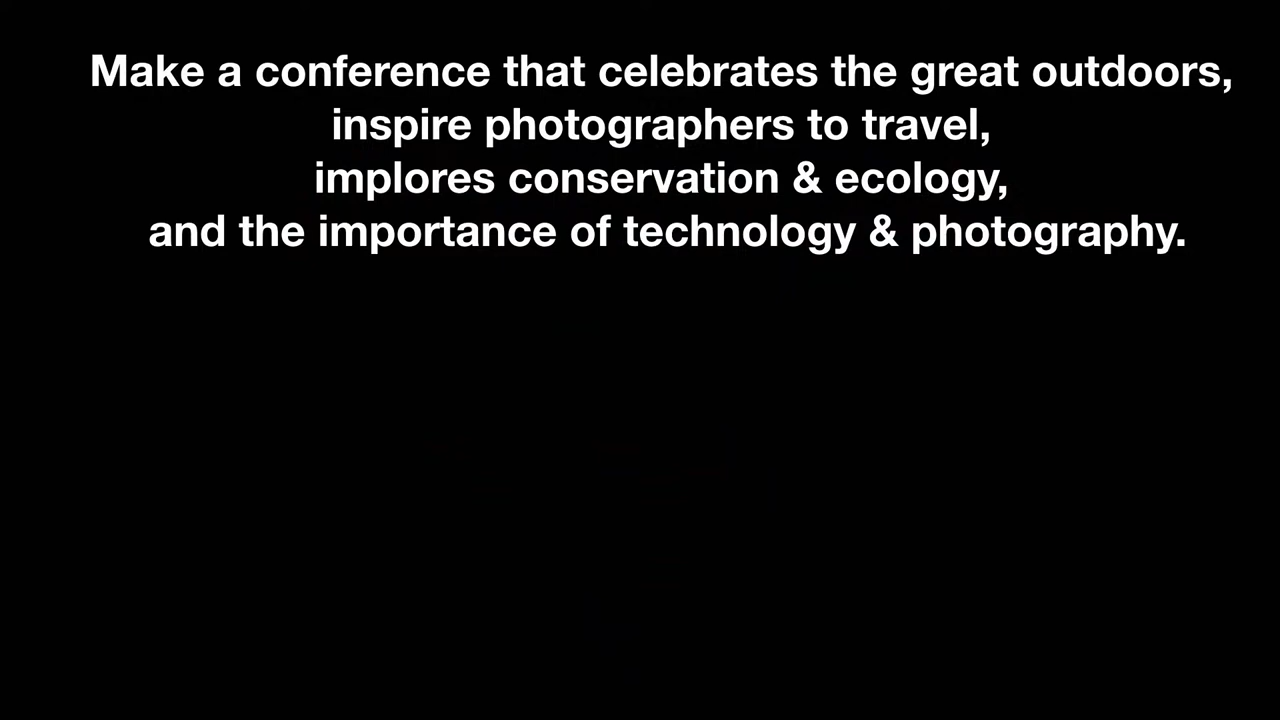 Make a conference that celebrates the great outdoors,
inspire photographers to travel,
implores conservation & ecology,
and the importance of technology & photography.